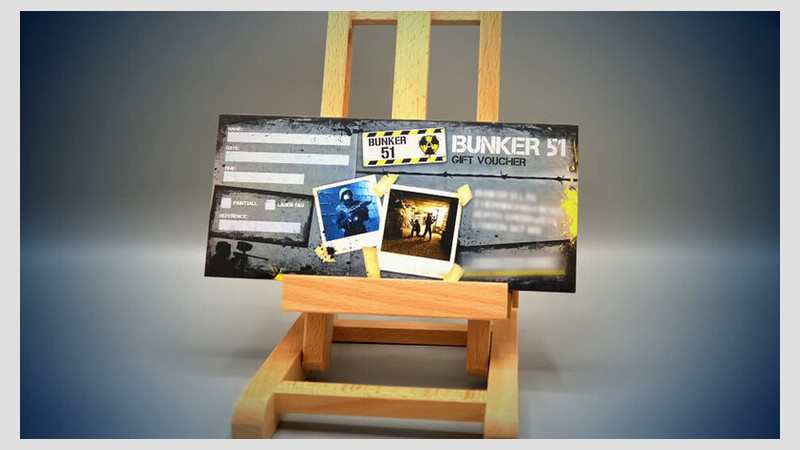 NAME:
DATE:
TIME:
PAINTBALL
LASER TAG
REFERENCE:
BUNKER
51
BUNKER 51
GIFT VOUCHER